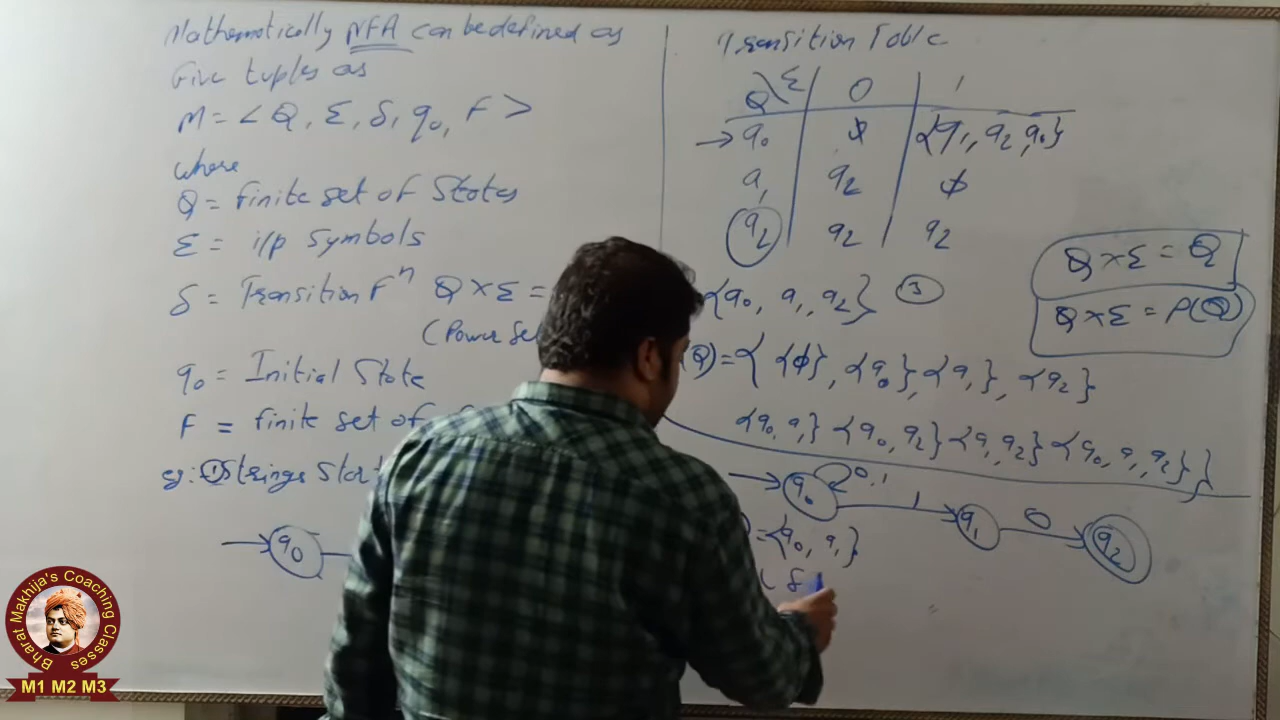 Mathematically NFA can be defined as
five tuples as
M = < Q, Σ, δ, q0, F >
where
Q = finite set of States
Σ = i/p symbols
δ = Transition Fn Q × Σ =
(Power Se
q0 = Initial State
F = finite set of
eg: ① Strings Star
q0
Transition Table
Q Σ 0 1
→ q0 ϕ {q1, q2, q0}
q1 q2 ϕ
q2 q2 q2
Q × Σ = Q
Q × Σ = P(Q)
{q0, q1, q2} ③
(Q) = { {ϕ}, {q0}, {q1}, {q2}
{q0, q1} {q0, q2} {q1, q2} {q0, q1, q2} }
q0 0,1 1 q1 0 q2
= {q0, q1}
( δ
Bharat Makhija's Coaching Classes
M1 M2 M3